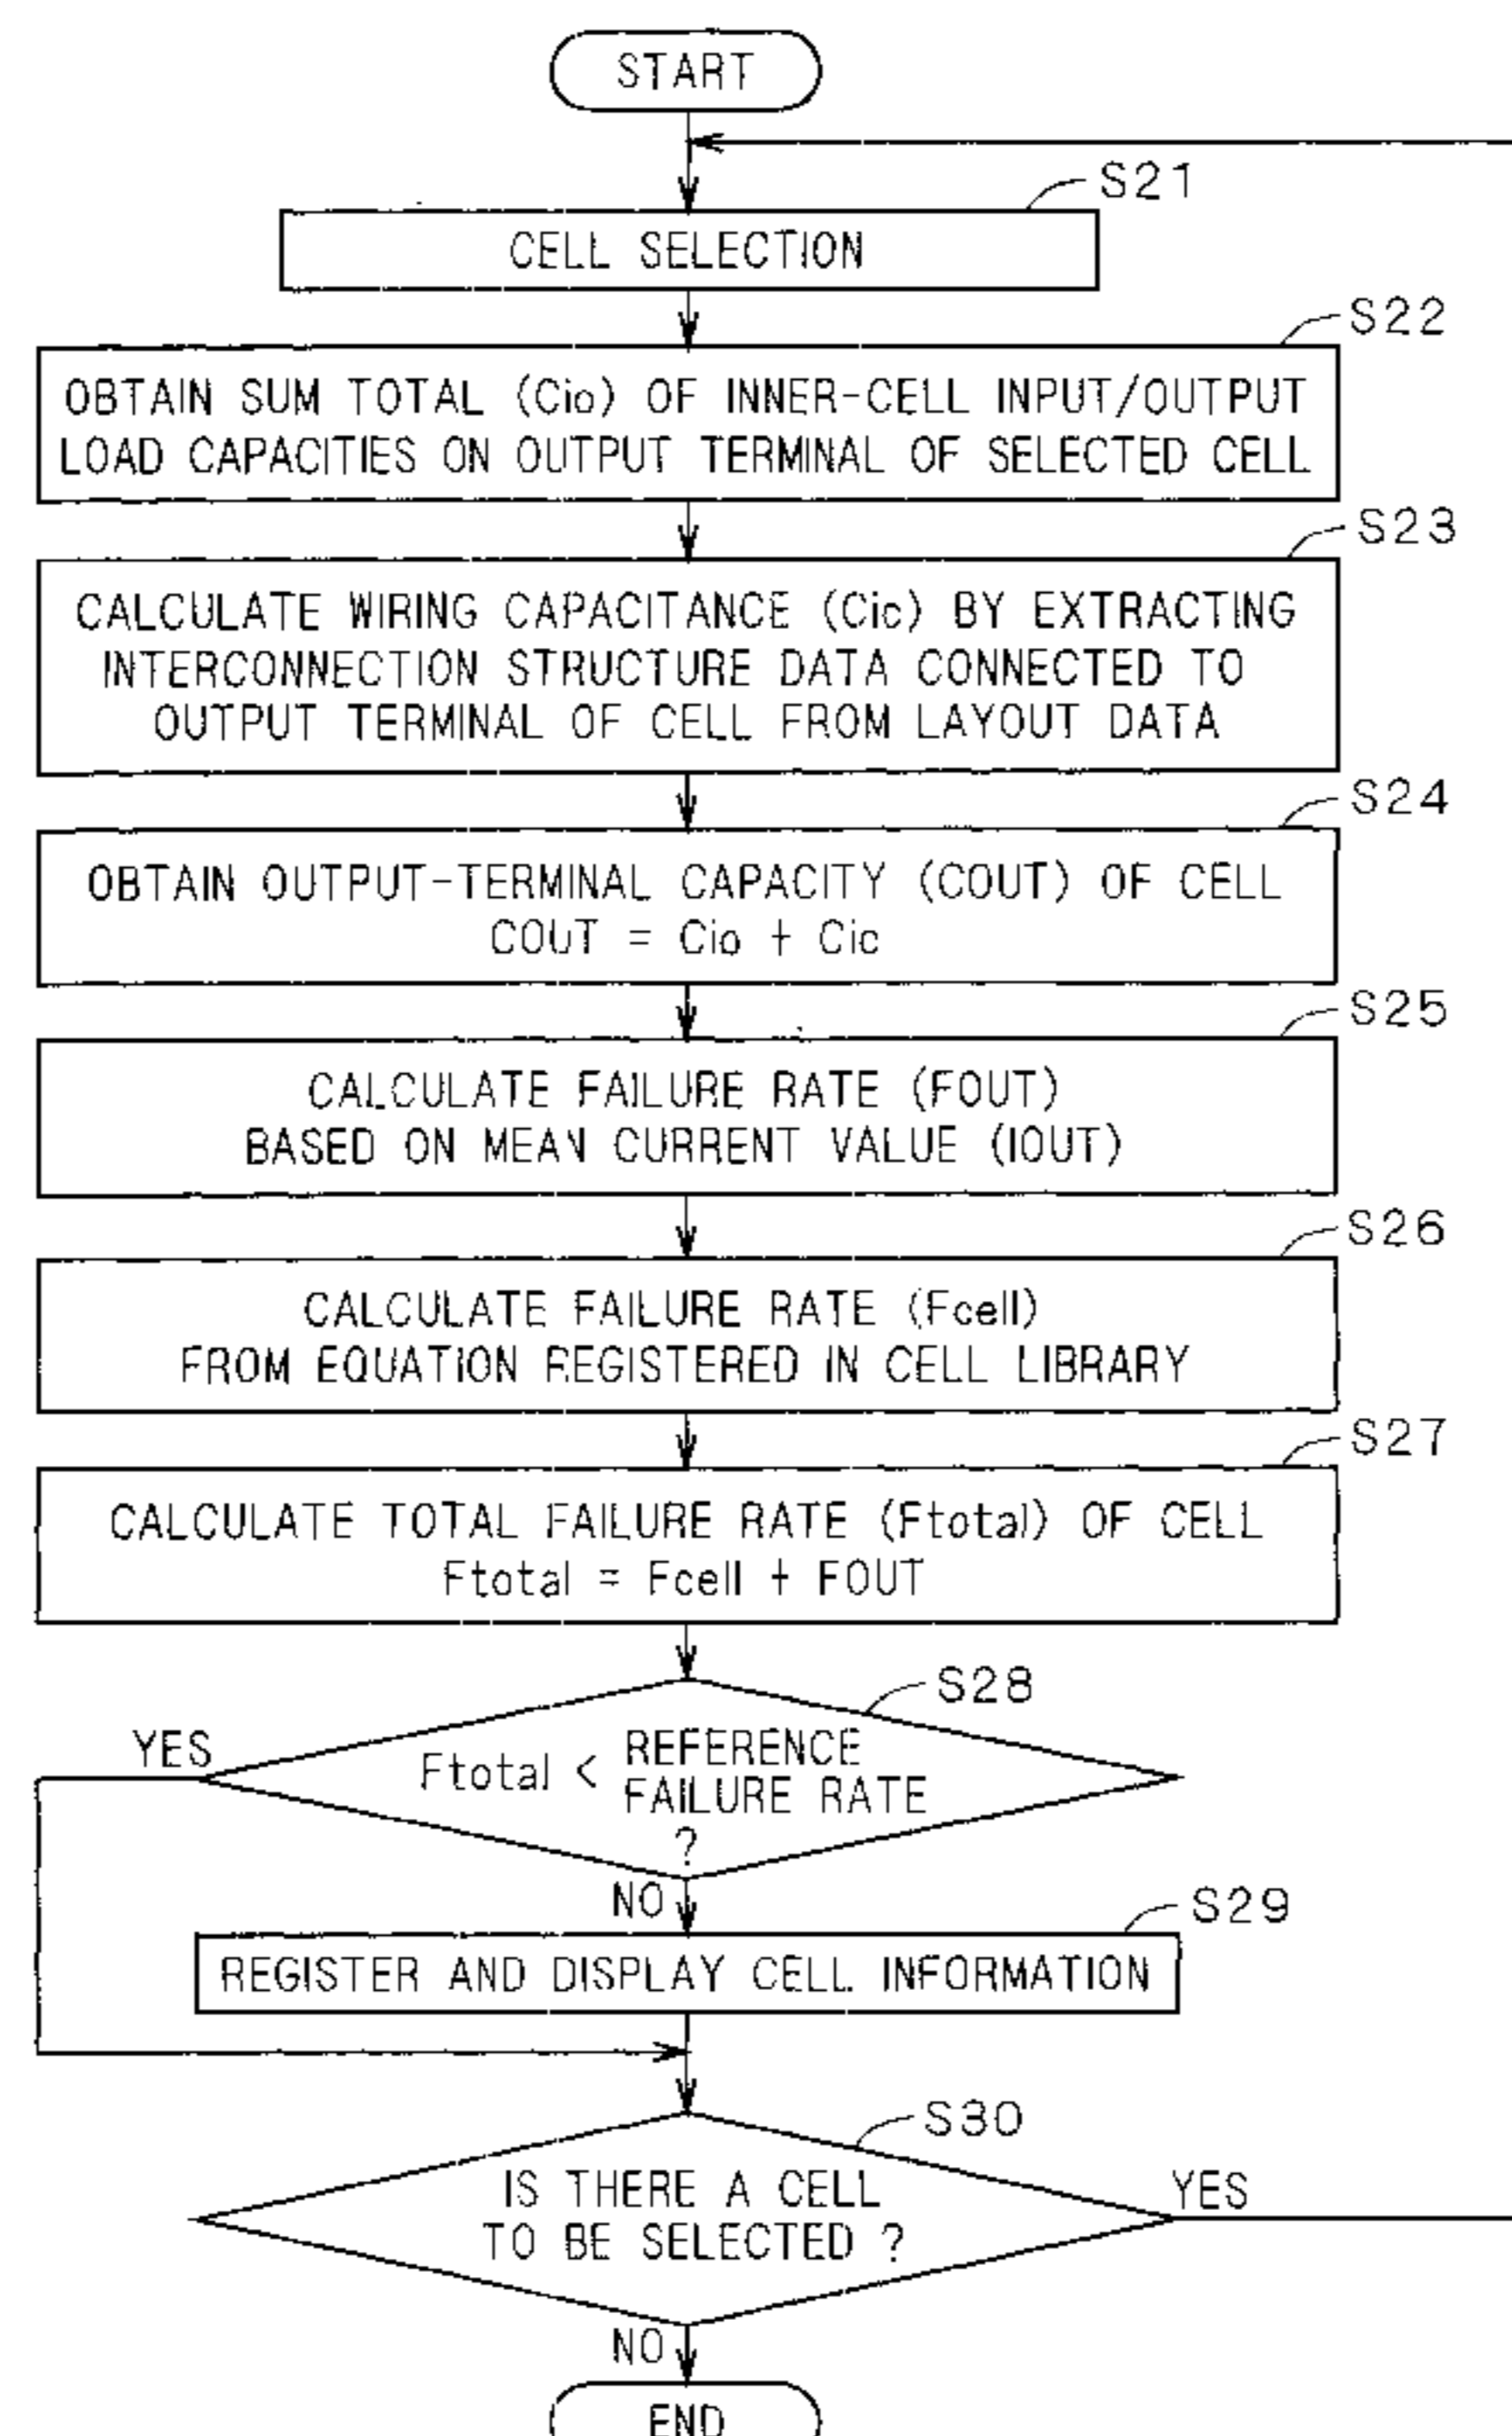 START
S21
CELL SELECTION
S22
OBTAIN SUM TOTAL (Cio) OF INNER-CELL INPUT/OUTPUT
LOAD CAPACITIES ON OUTPUT TERMINAL OF SELECTED CELL
S23
CALCULATE WIRING CAPACITANCE (Cic) BY EXTRACTING
INTERCONNECTION STRUCTURE DATA CONNECTED TO
OUTPUT TERMINAL OF CELL FROM LAYOUT DATA
S24
OBTAIN OUTPUT-TERMINAL CAPACITY (COUT) OF CELL
COUT = Cio + Cic
S25
CALCULATE FAILURE RATE (FOUT)
BASED ON MEAN CURRENT VALUE (IOUT)
S26
CALCULATE FAILURE RATE (Fcell)
FROM EQUATION REGISTERED IN CELL LIBRARY
S27
CALCULATE TOTAL FAILURE RATE (Ftotal) OF CELL
Ftotal = Fcell + FOUT
S28
YES
Ftotal < REFERENCE
FAILURE RATE
?
NO
S29
REGISTER AND DISPLAY CELL INFORMATION
S30
IS THERE A CELL
TO BE SELECTED ?
YES
NO
END